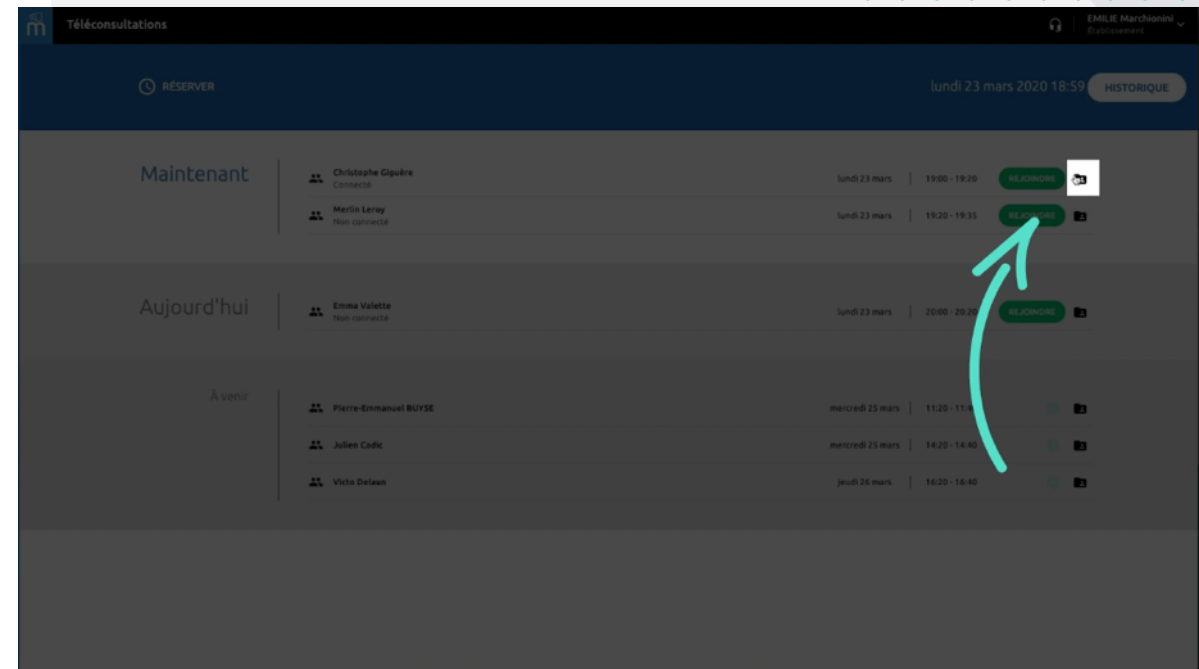 Téléconsultations
EMILIE Marchionini
Établissement
RÉSERVER
lundi 23 mars 2020 18:59
HISTORIQUE
Maintenant
Christophe Giguère
Connecté
lundi 23 mars | 19:00 - 19:20
REJOINDRE
Merlin Leroy
Non connecté
lundi 23 mars | 19:20 - 19:35
REJOINDRE
Aujourd'hui
Emma Valette
Non connecté
lundi 23 mars | 20:00 - 20:20
REJOINDRE
À venir
Pierre-Emmanuel BUYSE
mercredi 25 mars | 11:20 -
Julien Cadic
mercredi 25 mars | 14:20 - 14:40
Victo Delaun
jeudi 26 mars | 16:20 - 16:40